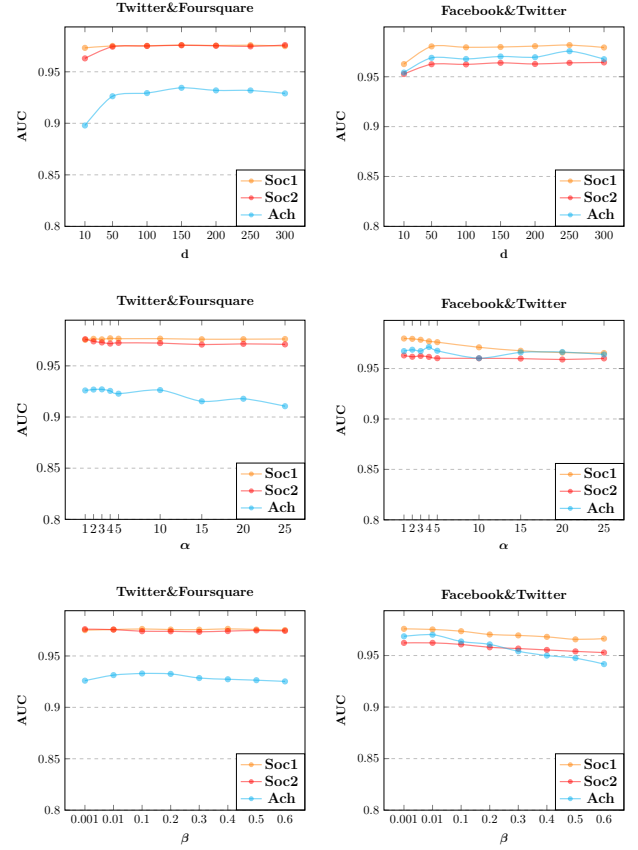 Twitter&Foursquare
AUC
0.95
0.9
0.85
0.8
10 50 100 150 200 250 300
d
Soc1
Soc2
Ach
Facebook&Twitter
AUC
0.95
0.9
0.85
0.8
10 50 100 150 200 250 300
d
Soc1
Soc2
Ach
Twitter&Foursquare
AUC
0.95
0.9
0.85
0.8
1 2 3 4 5 10 15 20 25
α
Soc1
Soc2
Ach
Facebook&Twitter
AUC
0.95
0.9
0.85
0.8
1 2 3 4 5 10 15 20 25
α
Soc1
Soc2
Ach
Twitter&Foursquare
AUC
0.95
0.9
0.85
0.8
0.001 0.01 0.1 0.2 0.3 0.4 0.5 0.6
β
Soc1
Soc2
Ach
Facebook&Twitter
AUC
0.95
0.9
0.85
0.8
0.001 0.01 0.1 0.2 0.3 0.4 0.5 0.6
β
Soc1
Soc2
Ach